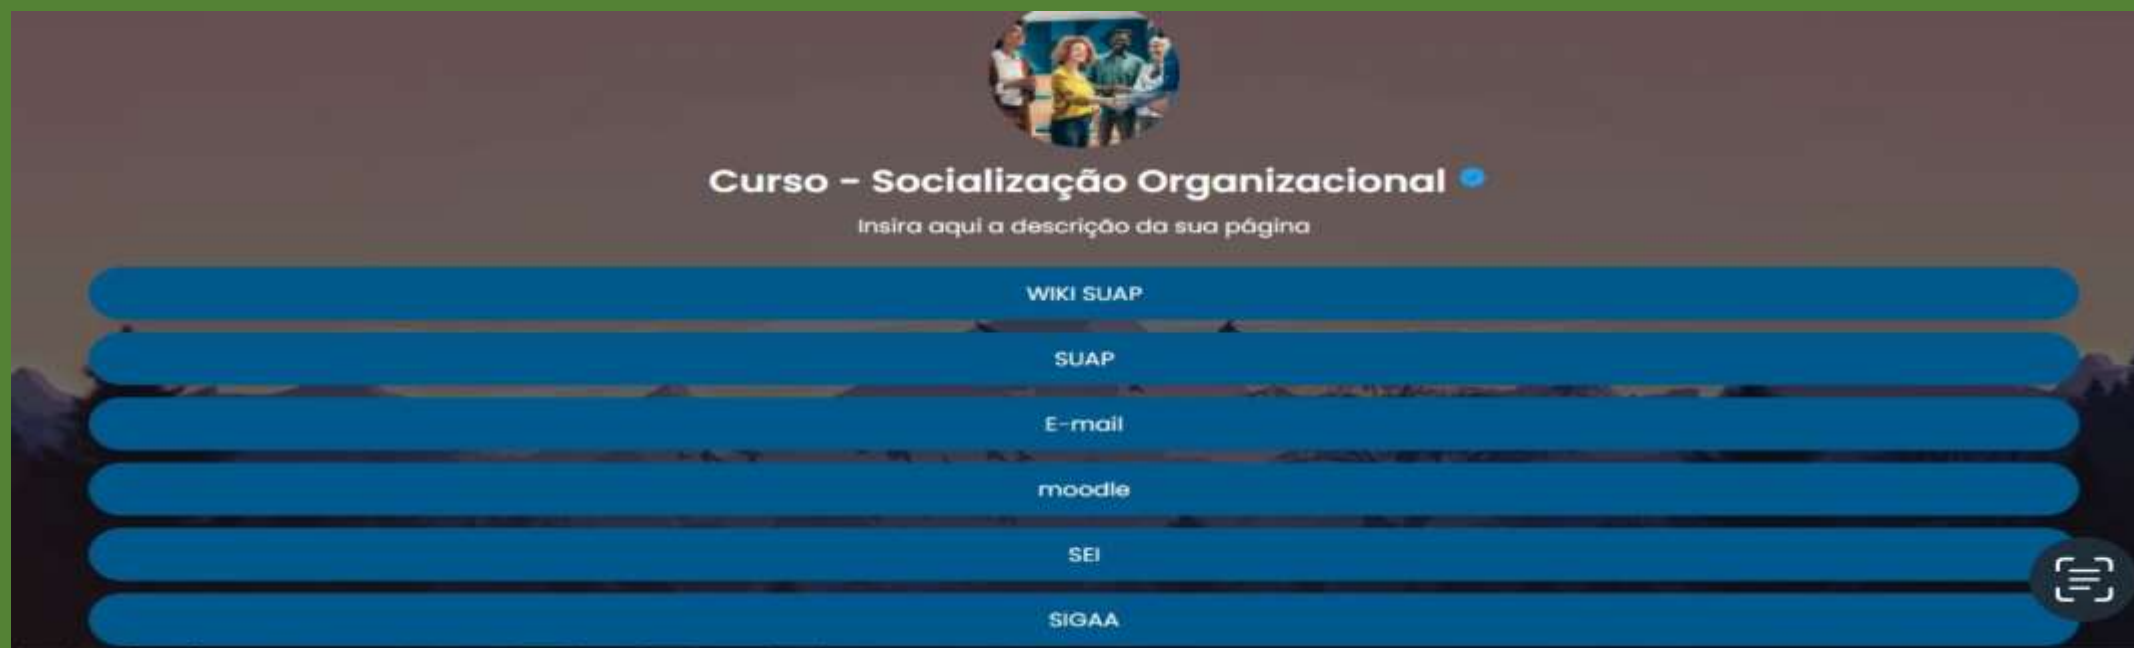 Curso - Socialização Organizacional
Insira aqui a descrição da sua página
WIKI SUAP
SUAP
E-mail
moodle
SEI
SIGAA